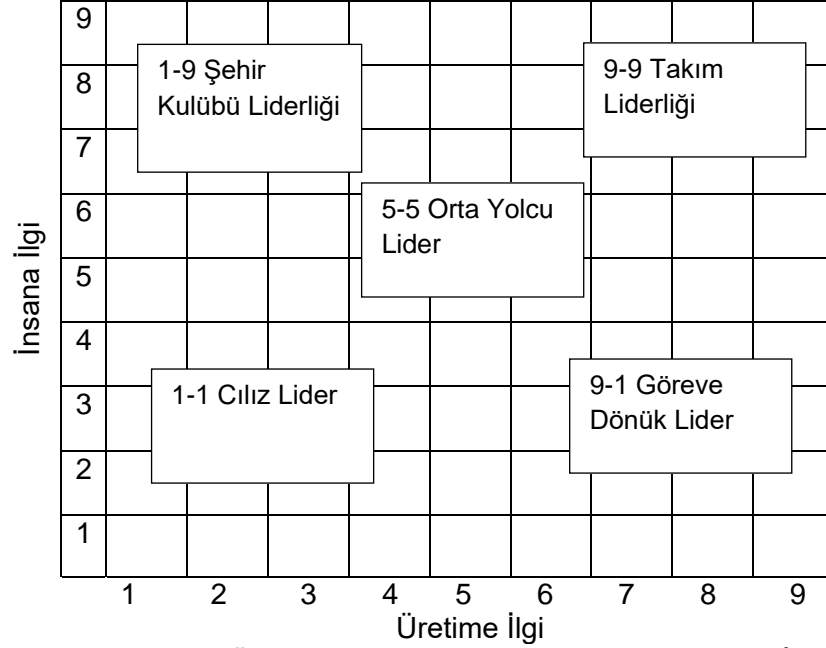 9
8
7
6
5
4
3
2
1
1-9 Şehir
Kulübü Liderliği
9-9 Takım
Liderliği
5-5 Orta Yolcu
Lider
1-1 Cılız Lider
9-1 Göreve
Dönük Lider
İnsana İlgi
1 2 3 4 5 6 7 8 9
Üretime İlgi